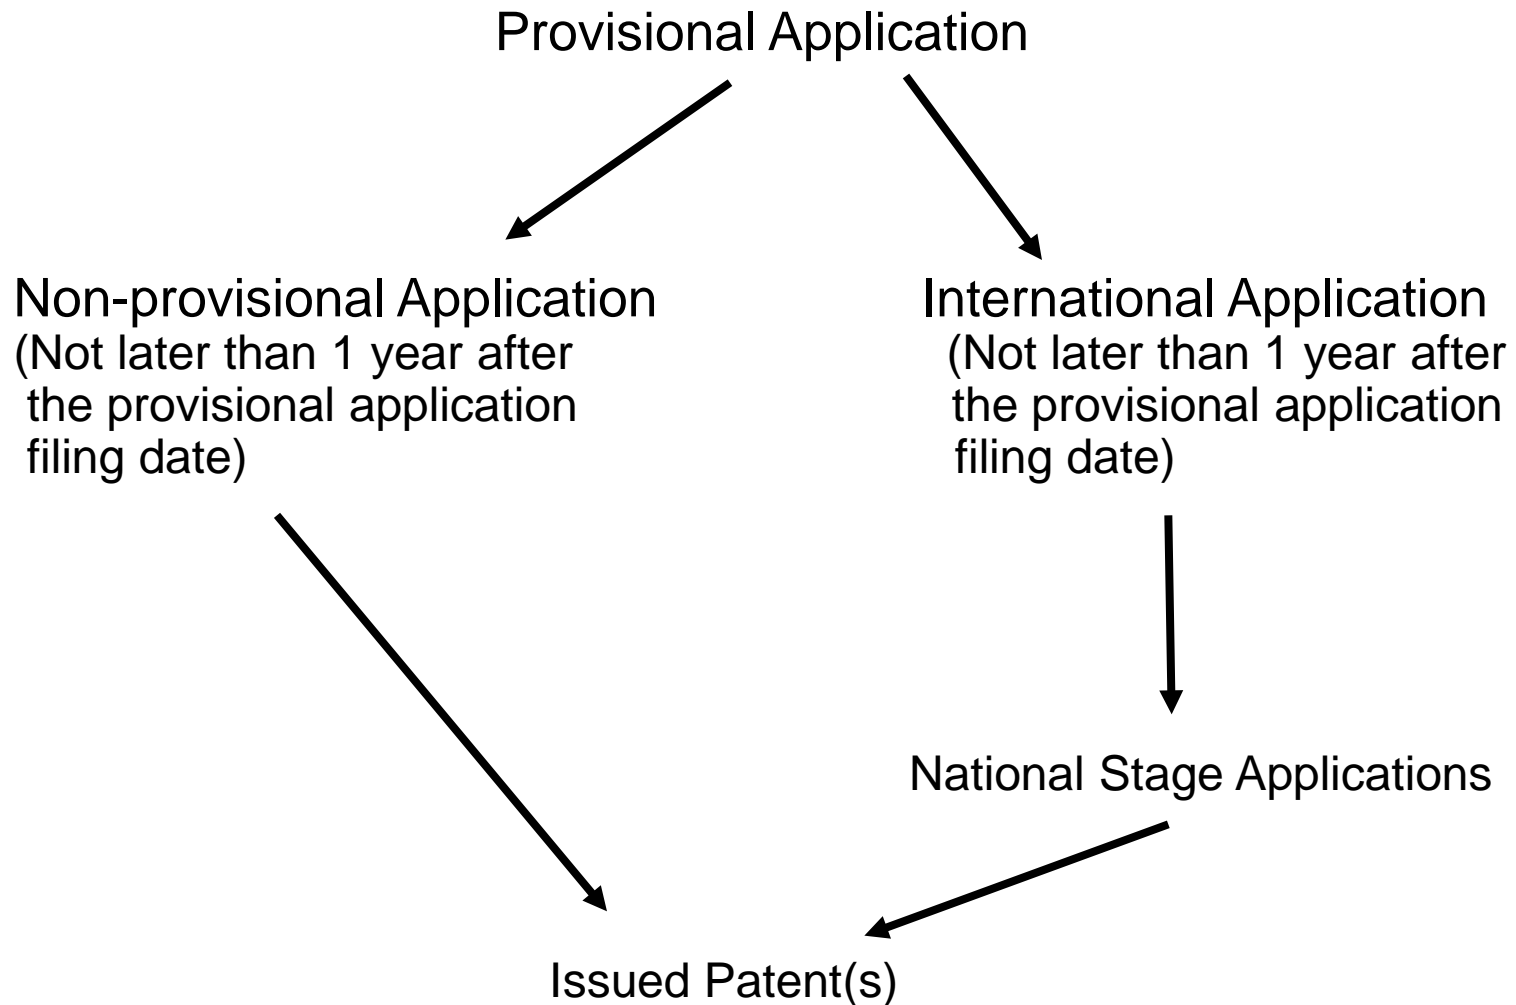 Provisional Application
Non-provisional Application
(Not later than 1 year after
the provisional application
filing date)
International Application
(Not later than 1 year after
the provisional application
filing date)
National Stage Applications
Issued Patent(s)